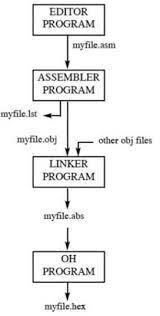 EDITOR
PROGRAM
myfile.asm
ASSEMBLER
PROGRAM
myfile.lst
myfile.obj
other obj files
LINKER
PROGRAM
myfile.abs
OH
PROGRAM
myfile.hex